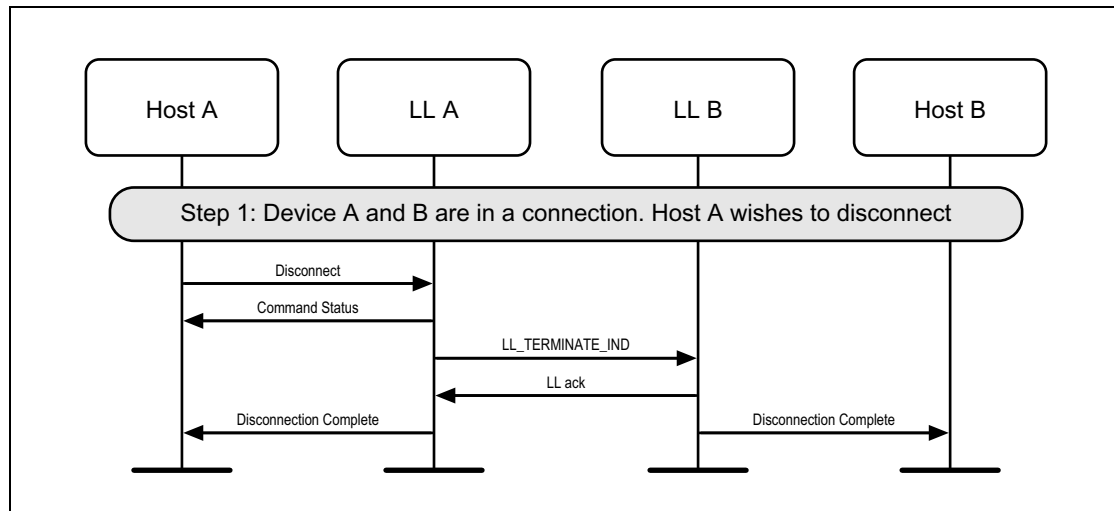 Host A
LL A
LL B
Host B
Step 1: Device A and B are in a connection. Host A wishes to disconnect
Disconnect
Command Status
LL_TERMINATE_IND
LL ack
Disconnection Complete
Disconnection Complete